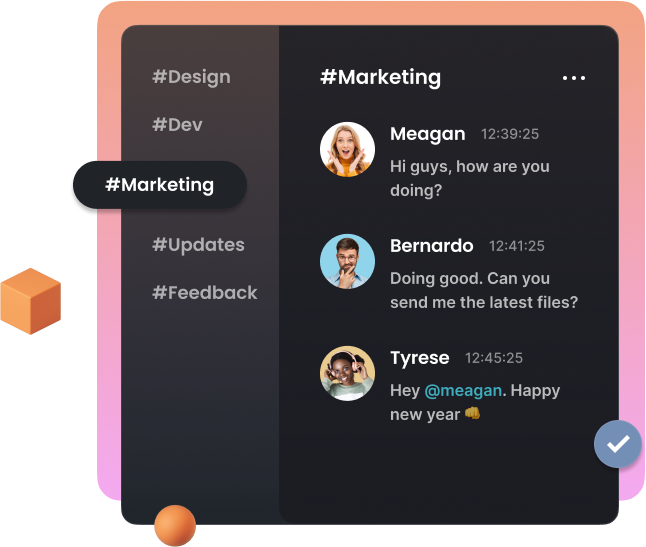 #Design
#Dev
#Marketing
#Updates
#Feedback
#Marketing
Meagan 12:39:25
Hi guys, how are you
doing?
Bernardo 12:41:25
Doing good. Can you
send me the latest files?
Tyrese 12:45:25
Hey @meagan. Happy
new year 👊